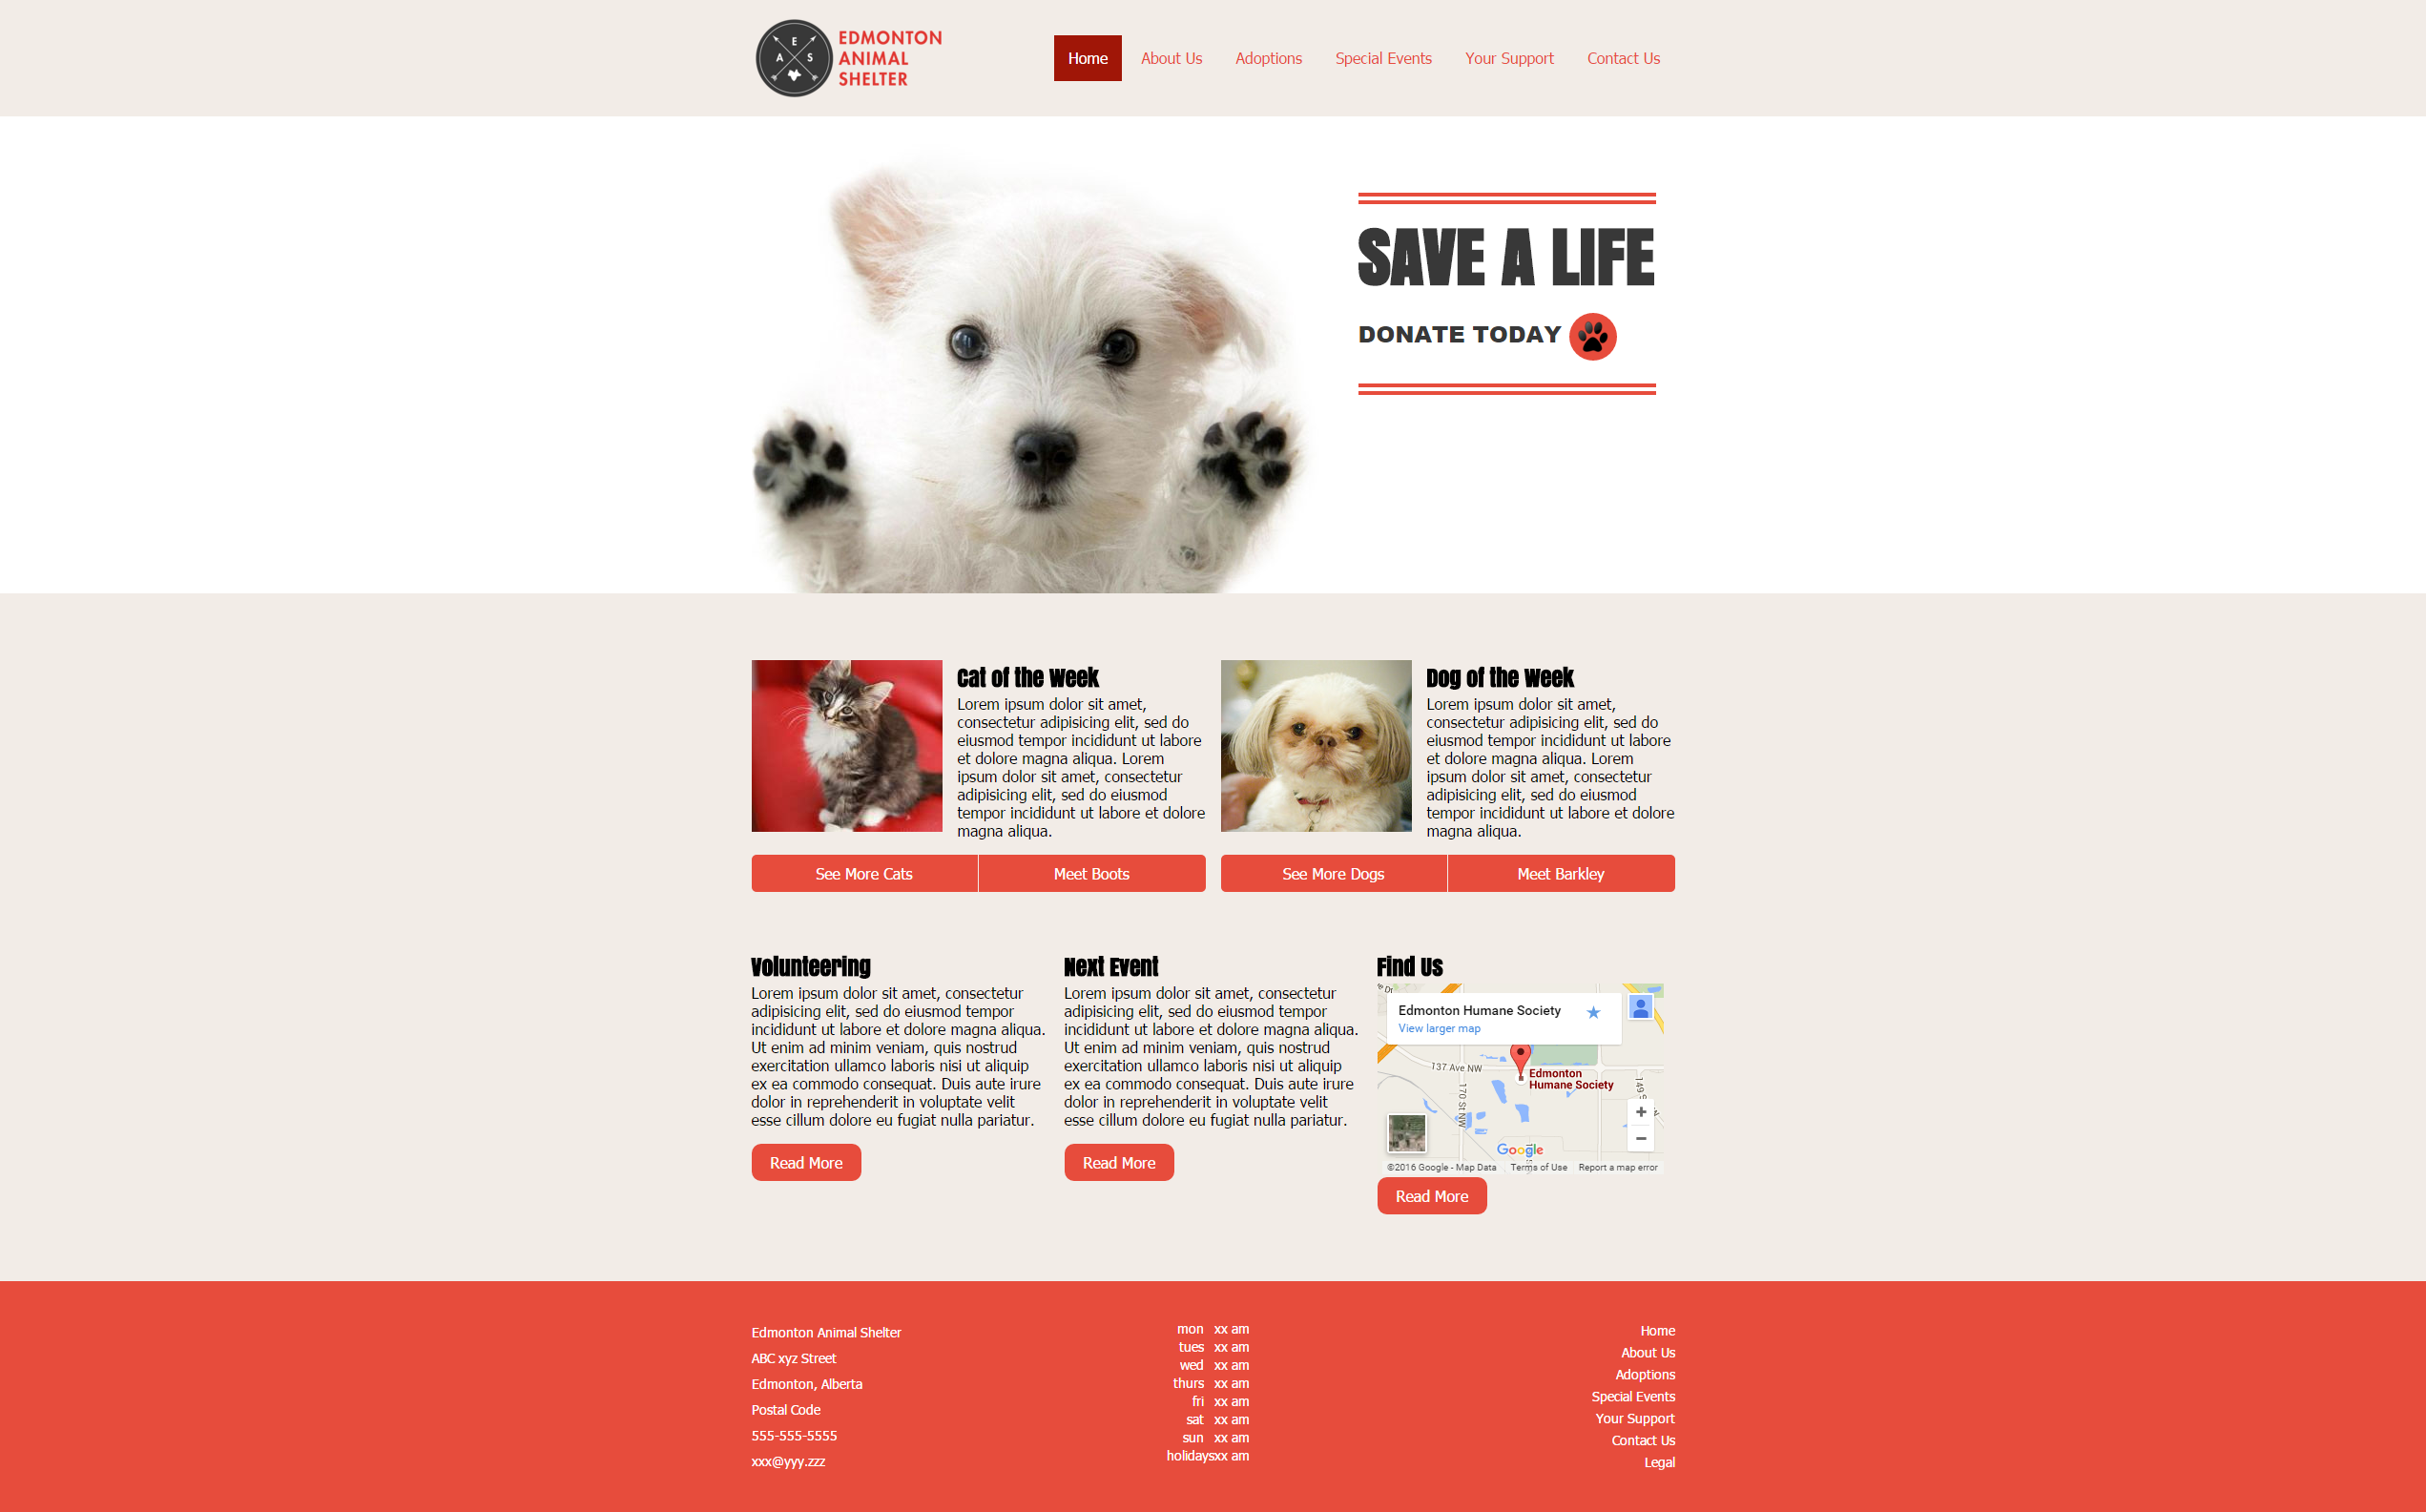 E
A S
EDMONTON
ANIMAL
SHELTER
Home About Us Adoptions Special Events Your Support Contact Us
SAVE A LIFE
DONATE TODAY
Cat of the Week
Lorem ipsum dolor sit amet,
consectetur adipisicing elit, sed do
eiusmod tempor incididunt ut labore
et dolore magna aliqua. Lorem
ipsum dolor sit amet, consectetur
adipisicing elit, sed do eiusmod
tempor incididunt ut labore et dolore
magna aliqua.
See More Cats Meet Boots
Dog of the Week
Lorem ipsum dolor sit amet,
consectetur adipisicing elit, sed do
eiusmod tempor incididunt ut labore
et dolore magna aliqua. Lorem
ipsum dolor sit amet, consectetur
adipisicing elit, sed do eiusmod
tempor incididunt ut labore et dolore
magna aliqua.
See More Dogs Meet Barkley
Volunteering
Lorem ipsum dolor sit amet, consectetur
adipisicing elit, sed do eiusmod tempor
incididunt ut labore et dolore magna aliqua.
Ut enim ad minim veniam, quis nostrud
exercitation ullamco laboris nisi ut aliquip
ex ea commodo consequat. Duis aute irure
dolor in reprehenderit in voluptate velit
esse cillum dolore eu fugiat nulla pariatur.
Read More
Next Event
Lorem ipsum dolor sit amet, consectetur
adipisicing elit, sed do eiusmod tempor
incididunt ut labore et dolore magna aliqua.
Ut enim ad minim veniam, quis nostrud
exercitation ullamco laboris nisi ut aliquip
ex ea commodo consequat. Duis aute irure
dolor in reprehenderit in voluptate velit
esse cillum dolore eu fugiat nulla pariatur.
Read More
Find Us
Edmonton Humane Society
View larger map
137 Ave NW
Edmonton
Humane Society
170 St NW
Google
©2016 Google - Map Data Terms of Use Report a map error
Read More
Edmonton Animal Shelter
ABC xyz Street
Edmonton, Alberta
Postal Code
555-555-5555
xxx@yyy.zzz
mon xx am
tues xx am
wed xx am
thurs xx am
fri xx am
sat xx am
sun xx am
holidaysxx am
Home
About Us
Adoptions
Special Events
Your Support
Contact Us
Legal